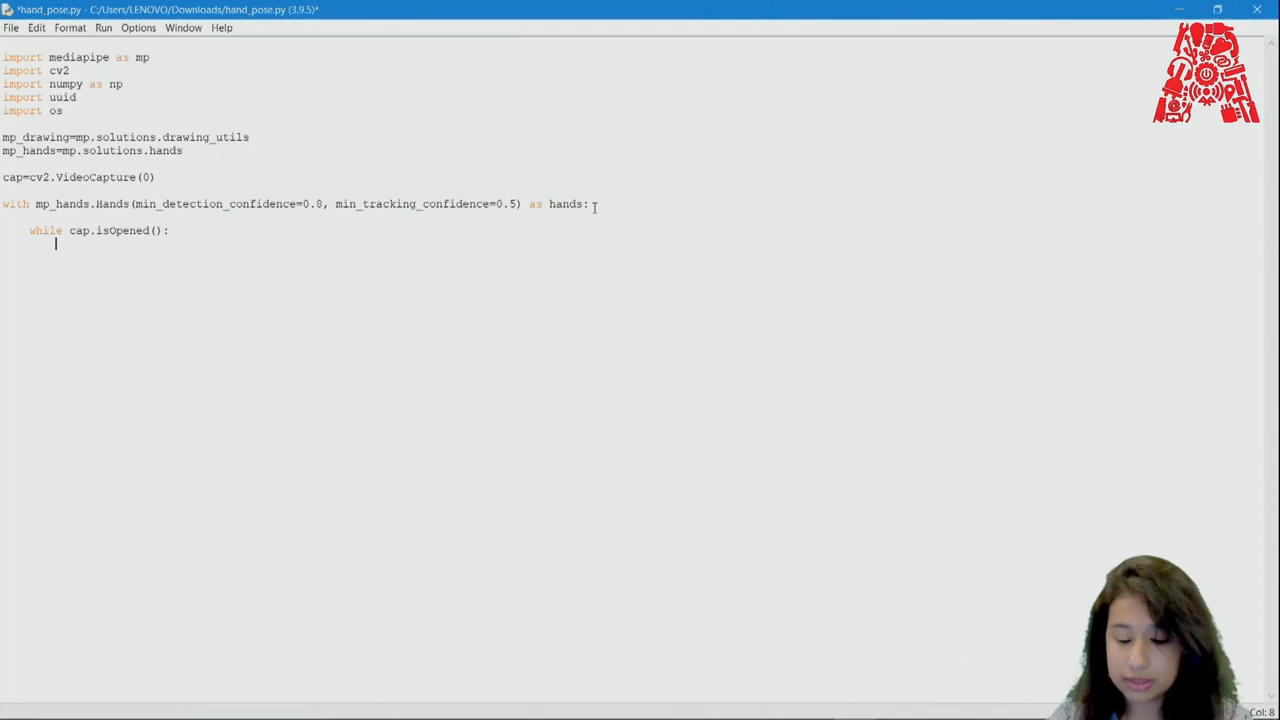 *hand_pose.py - C:/Users/LENOVO/Downloads/hand_pose.py (3.9.5)*
File Edit Format Run Options Window Help
import mediapipe as mp
import cv2
import numpy as np
import uuid
import os
mp_drawing=mp.solutions.drawing_utils
mp_hands=mp.solutions.hands
cap=cv2.VideoCapture(0)
with mp_hands.Hands(min_detection_confidence=0.8, min_tracking_confidence=0.5) as hands:
while cap.isOpened():
Col: 8